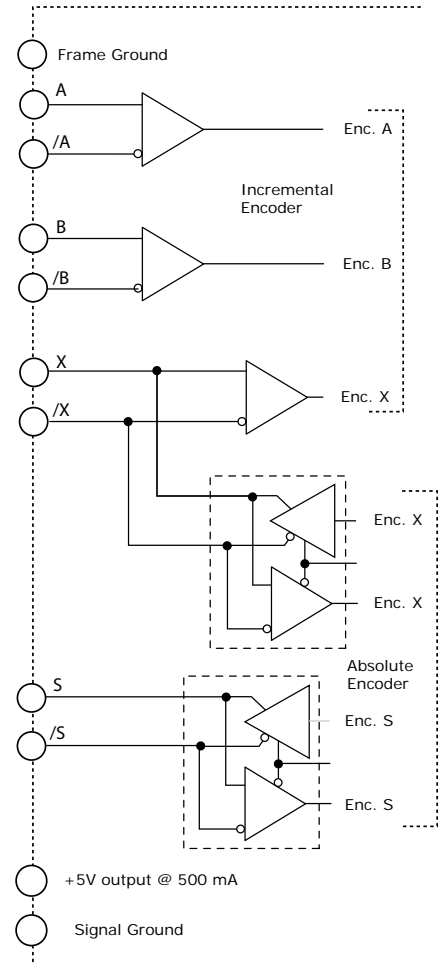 Frame Ground
A
/A
Enc. A
Incremental
Encoder
B
/B
Enc. B
X
/X
Enc. X
Enc. X
Enc. X
Absolute
Encoder
S
/S
Enc. S
Enc. S
+5V output @ 500 mA
Signal Ground